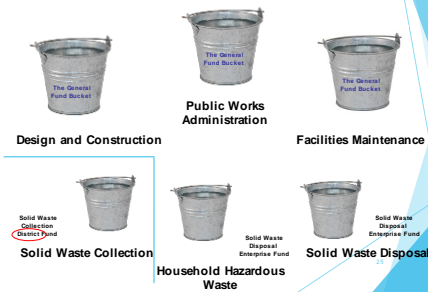 The General
Fund Bucket
Design and Construction
The General
Fund Bucket
Public Works
Administration
The General
Fund Bucket
Facilities Maintenance
Solid Waste
Collection
District Fund
Solid Waste Collection
Solid Waste
Disposal
Enterprise Fund
Household Hazardous
Waste
Solid Waste
Disposal
Enterprise Fund
Solid Waste Disposal
25